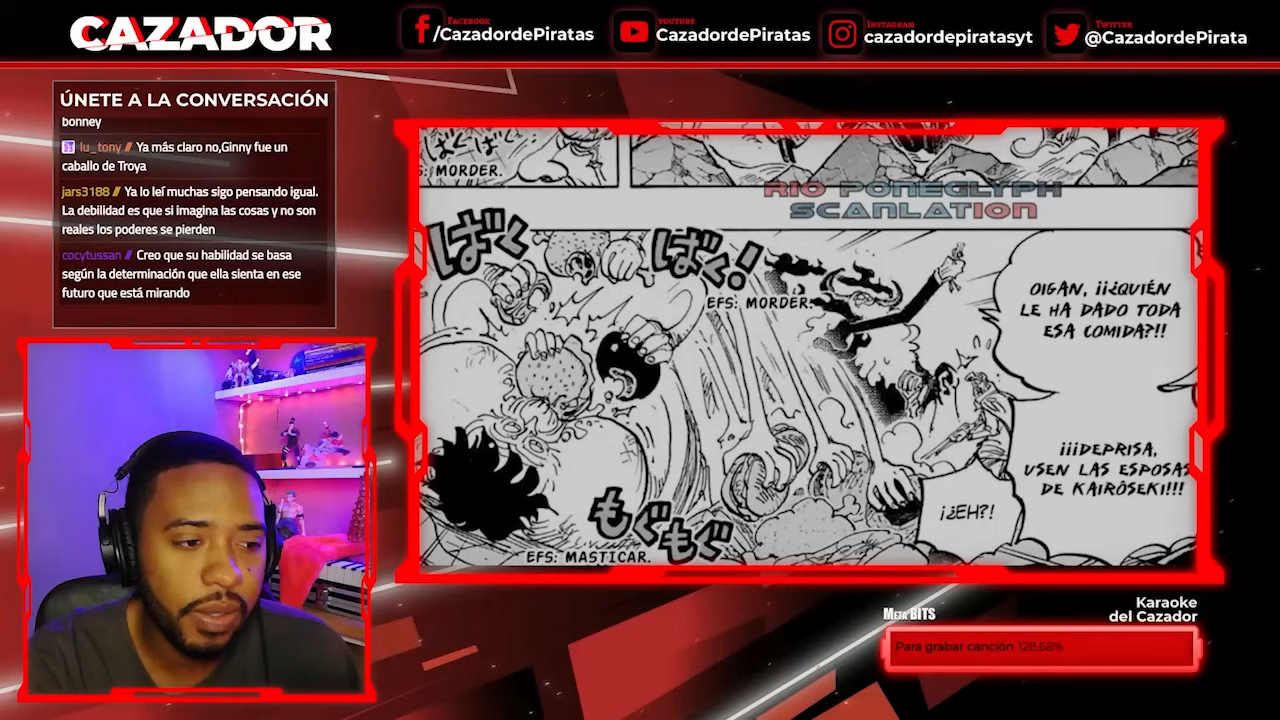 CAZADOR
FACEBOOK
/CazadordePiratas
YOUTUBE
CazadordePiratas
INSTAGRAM
cazadordepiratasyt
TWITTER
@CazadordePirata
ÚNETE A LA CONVERSACIÓN
bonney
lu_tony // Ya más claro no,Ginny fue un
caballo de Troya
jars3188 // Ya lo leí muchas sigo pensando igual.
La debilidad es que si imagina las cosas y no son
reales los poderes se pierden
cocytussan // Creo que su habilidad se basa
según la determinación que ella sienta en ese
futuro que está mirando
ばくばく
S: MORDER.
RIO PONEGLYPH
SCANLATION
ばく
ばく!
EFS: MORDER.
OIGAN, ¡¡¿QUIÉN
LE HA DADO TODA
ESA COMIDA?!!
¡¡¡DEPRISA,
USEN LAS ESPOSAS
DE KAIRÔSEKI!!!
¡¿EH?!
もぐもぐ
EFS: MASTICAR.
META BITS
Karaoke
del Cazador
Para grabar canción 128.68%